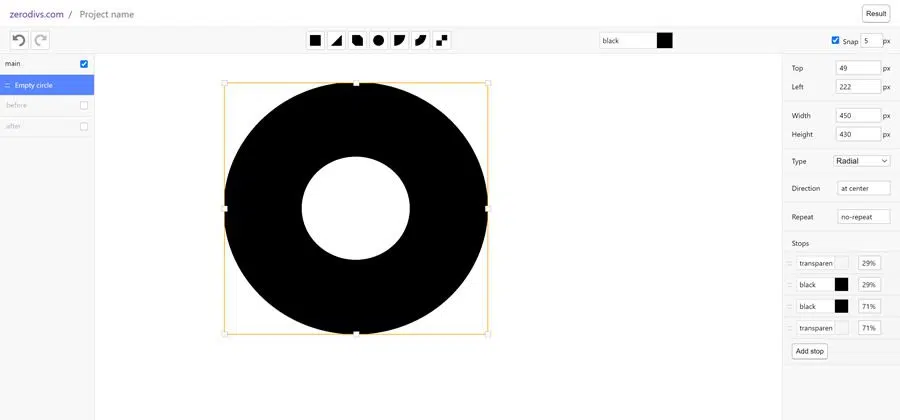 zerodivs.com / Project name
Result
black
Snap 5 px
main
Empty circle
before
after
Top 49 px
Left 222 px
Width 450 px
Height 430 px
Type Radial
Direction at center
Repeat no-repeat
Stops
transparen 29%
black 29%
black 71%
transparen 71%
Add stop